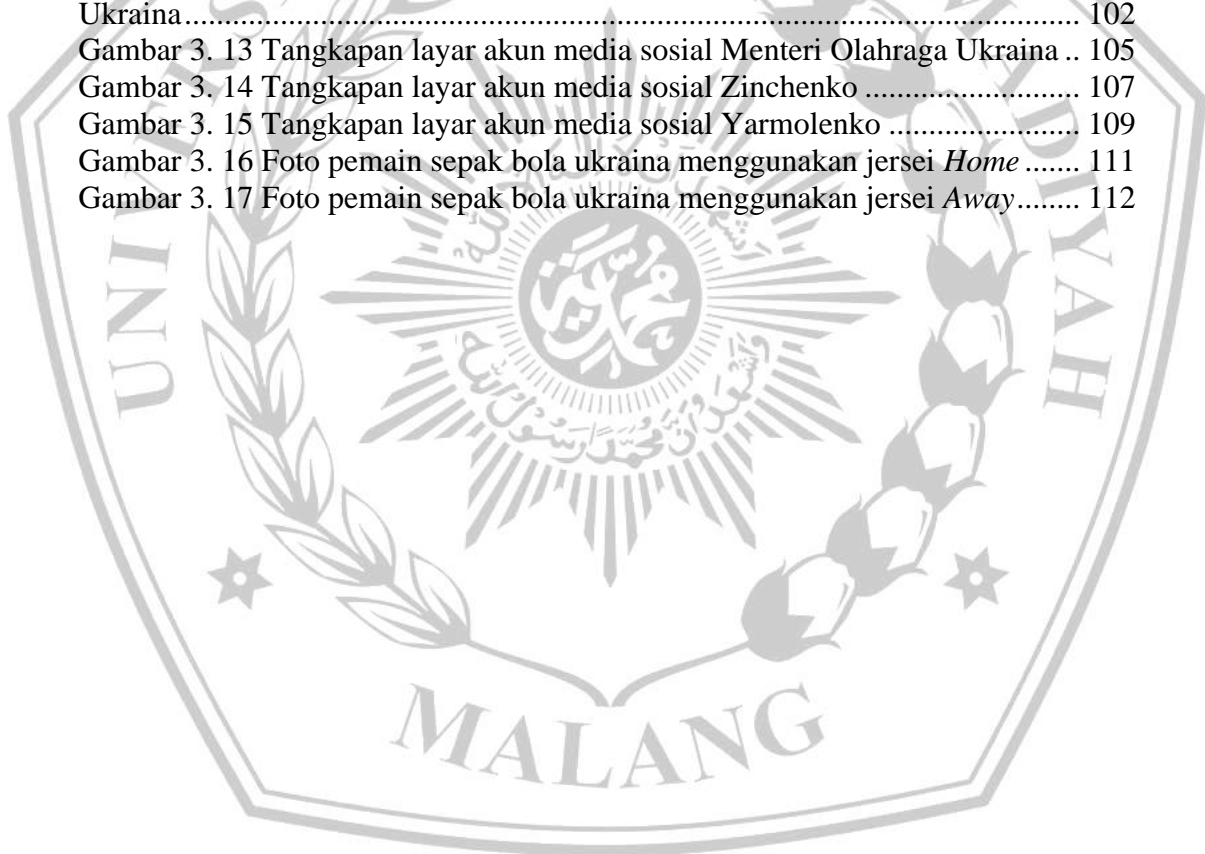 Ukraina.................................................................................................................. 102
Gambar 3. 13 Tangkapan layar akun media sosial Menteri Olahraga Ukraina .. 105
Gambar 3. 14 Tangkapan layar akun media sosial Zinchenko ........................... 107
Gambar 3. 15 Tangkapan layar akun media sosial Yarmolenko ........................ 109
Gambar 3. 16 Foto pemain sepak bola ukraina menggunakan jersei Home ....... 111
Gambar 3. 17 Foto pemain sepak bola ukraina menggunakan jersei Away........ 112
MALANG